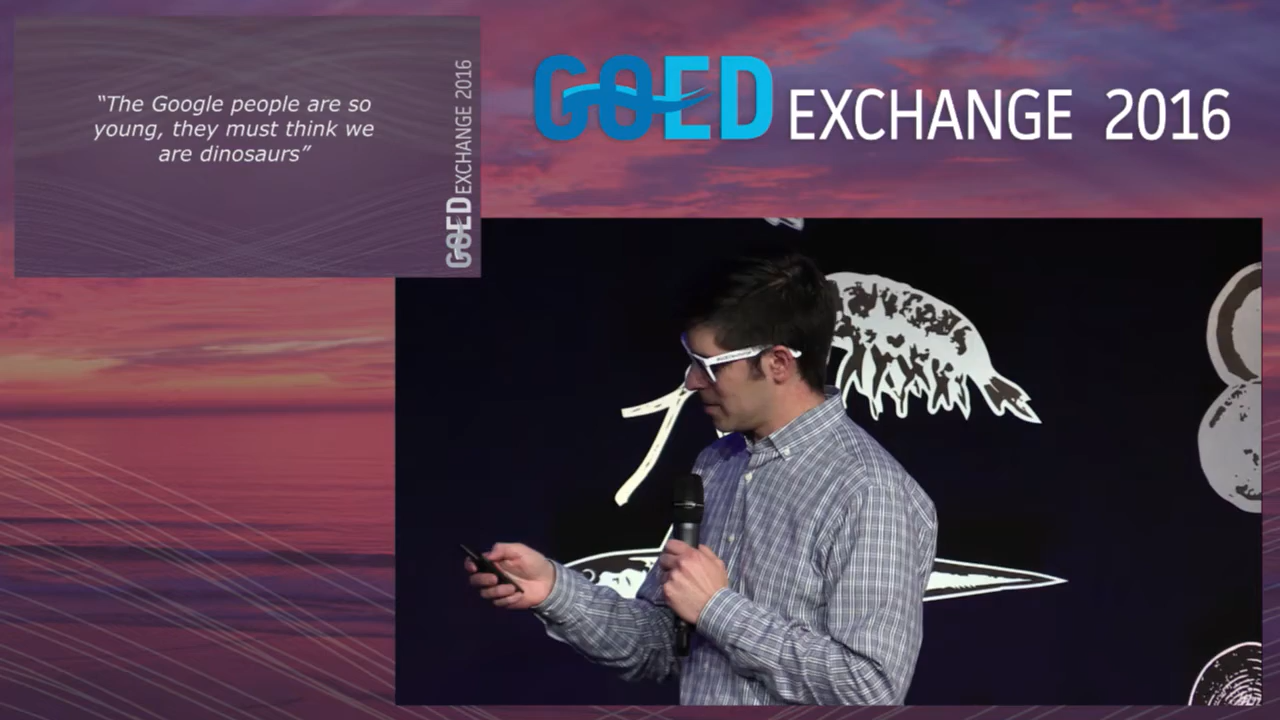 “The Google people are so
young, they must think we
are dinosaurs”
GOED EXCHANGE 2016
GOED EXCHANGE 2016